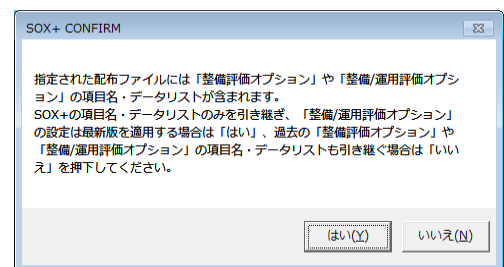 SOX+ CONFIRM
指定された配布ファイルには「整備評価オプション」や「整備/運用評価オプシ
ョン」の項目名・データリストが含まれます。
SOX+の項目名・データリストのみを引き継ぎ、「整備/運用評価オプション」
の設定は最新版を適用する場合は「はい」、過去の「整備評価オプション」や
「整備/運用評価オプション」の項目名・データリストも引き継ぐ場合は「いい
え」を押下してください。
はい(Y) いいえ(N)